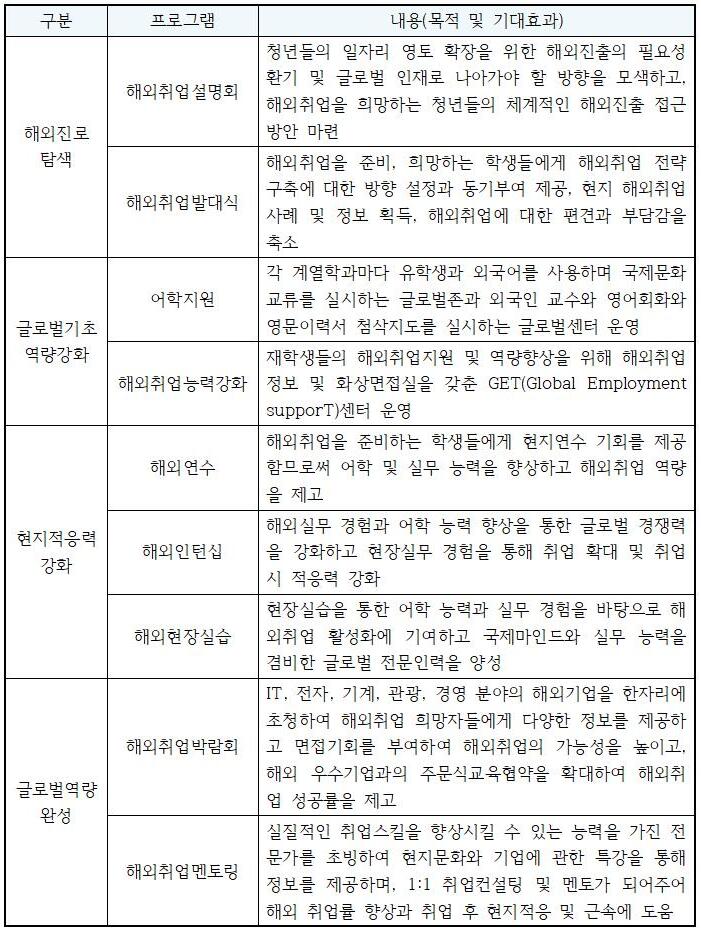 구분
프로그램
내용(목적 및 기대효과)
해외진로
탐색
해외취업설명회
청년들의 일자리 영토 확장을 위한 해외진출의 필요성
환기 및 글로벌 인재로 나아가야 할 방향을 모색하고,
해외취업을 희망하는 청년들의 체계적인 해외진출 접근
방안 마련
해외취업발대식
해외취업을 준비, 희망하는 학생들에게 해외취업 전략
구축에 대한 방향 설정과 동기부여 제공, 현지 해외취업
사례 및 정보 획득, 해외취업에 대한 편견과 부담감을
축소
글로벌기초
역량강화
어학지원
각 계열학과마다 유학생과 외국어를 사용하며 국제문화
교류를 실시하는 글로벌존과 외국인 교수와 영어회화와
영문이력서 첨삭지도를 실시하는 글로벌센터 운영
해외취업능력강화
재학생들의 해외취업지원 및 역량향상을 위해 해외취업
정보 및 화상면접실을 갖춘 GET(Global Employment
supporT)센터 운영
현지적응력
강화
해외연수
해외취업을 준비하는 학생들에게 현지연수 기회를 제공
함므로써 어학 및 실무 능력을 향상하고 해외취업 역량
을 제고
해외인턴십
해외실무 경험과 어학 능력 향상을 통한 글로벌 경쟁력
을 강화하고 현장실무 경험을 통해 취업 확대 및 취업
시 적응력 강화
해외현장실습
현장실습을 통한 어학 능력과 실무 경험을 바탕으로 해
외취업 활성화에 기여하고 국제마인드와 실무 능력을
겸비한 글로벌 전문인력을 양성
글로벌역량
완성
해외취업박람회
IT, 전자, 기계, 관광, 경영 분야의 해외기업을 한자리에
초청하여 해외취업 희망자들에게 다양한 정보를 제공하
고 면접기회를 부여하여 해외취업의 가능성을 높이고,
해외 우수기업과의 주문식교육협약을 확대하여 해외취
업 성공률을 제고
해외취업멘토링
실질적인 취업스킬을 향상시킬 수 있는 능력을 가진 전
문가를 초빙하여 현지문화와 기업에 관한 특강을 통해
정보를 제공하며, 1:1 취업컨설팅 및 멘토가 되어주어
해외 취업률 향상과 취업 후 현지적응 및 근속에 도움